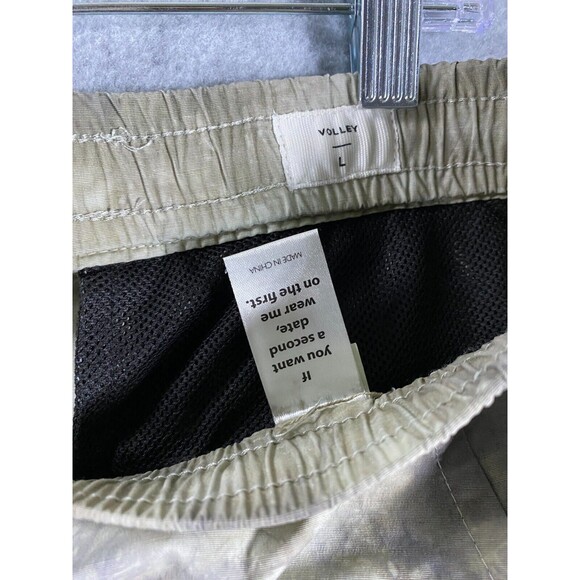 VOLLEY
L
If
you want
a second
date,
wear me
on the first.
MADE IN CHINA